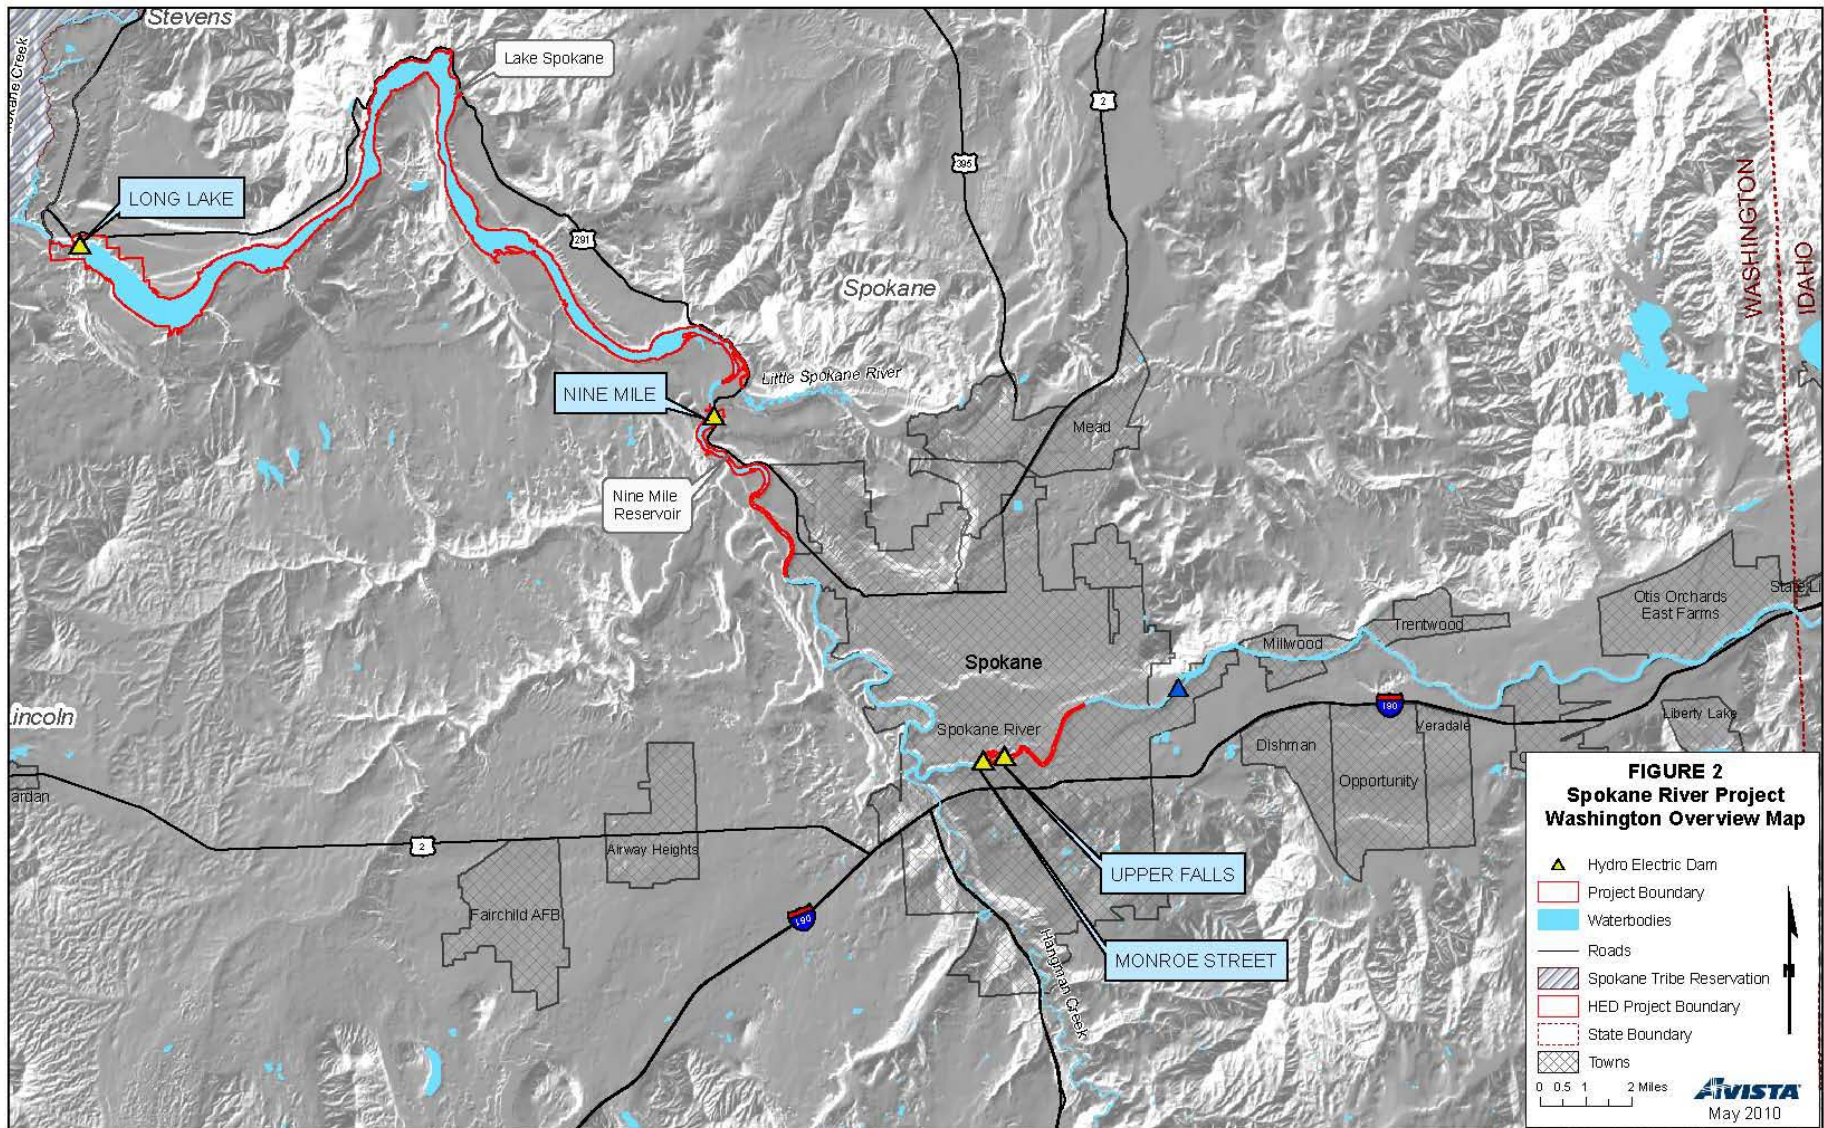 Stevens
Lake Spokane
2
395
WASHINGTON
IDAHO
LONG LAKE
291
Spokane
NINE MILE
Little Spokane River
Mead
Nine Mile
Reservoir
Otis Orchards
East Farms
Trentwood
Millwood
Spokane
190
Lincoln
Spokane River
Veradale
Liberty Lake
Dishman
Opportunity
2
Airway Heights
UPPER FALLS
Fairchild AFB
190
MONROE STREET
Hangman Creek
FIGURE 2
Spokane River Project
Washington Overview Map
Hydro Electric Dam
Project Boundary
Waterbodies
Roads
Spokane Tribe Reservation
HED Project Boundary
State Boundary
Towns
N
0 0.5 1 2 Miles
AVISTA
May 2010